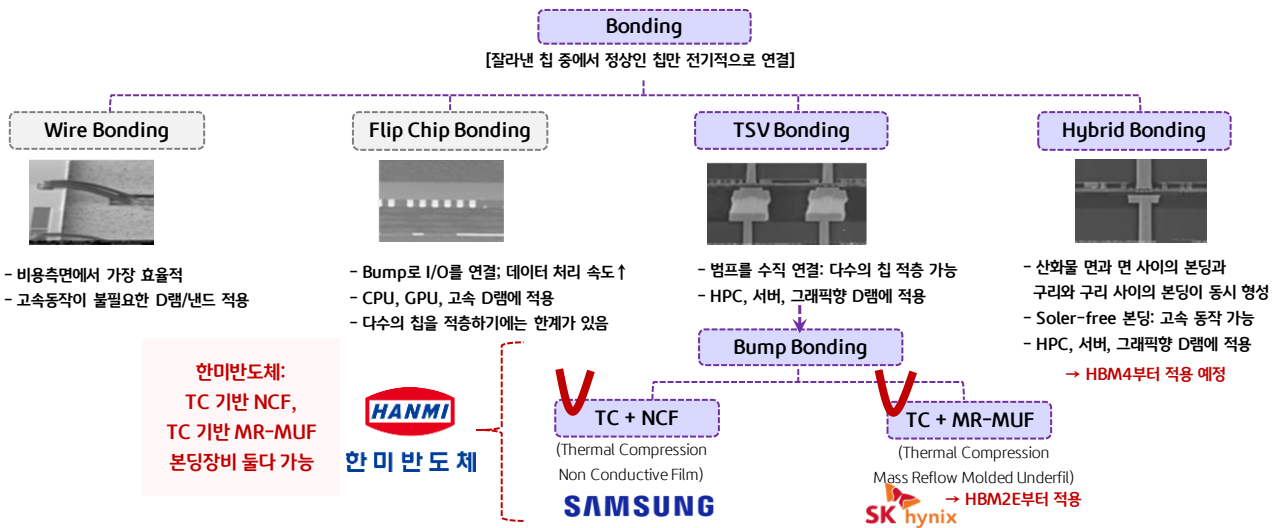 Bonding
[잘라낸 칩 중에서 정상인 칩만 전기적으로 연결]
Wire Bonding
- 비용측면에서 가장 효율적
- 고속동작이 불필요한 D램/낸드 적용
Flip Chip Bonding
- Bump로 I/O를 연결; 데이터 처리 속도↑
- CPU, GPU, 고속 D램에 적용
- 다수의 칩을 적층하기에는 한계가 있음
TSV Bonding
- 범프를 수직 연결: 다수의 칩 적층 가능
- HPC, 서버, 그래픽향 D램에 적용
Hybrid Bonding
- 산화물 면과 면 사이의 본딩과
구리와 구리 사이의 본딩이 동시 형성
- Soler-free 본딩: 고속 동작 가능
- HPC, 서버, 그래픽향 D램에 적용
→ HBM4부터 적용 예정
Bump Bonding
한미반도체:
TC 기반 NCF,
TC 기반 MR-MUF
본딩장비 둘다 가능
HANMI
한미반도체
TC + NCF
(Thermal Compression
Non Conductive Film)
SAMSUNG
TC + MR-MUF
(Thermal Compression
Mass Reflow Molded Underfil)
→ HBM2E부터 적용
SK hynix